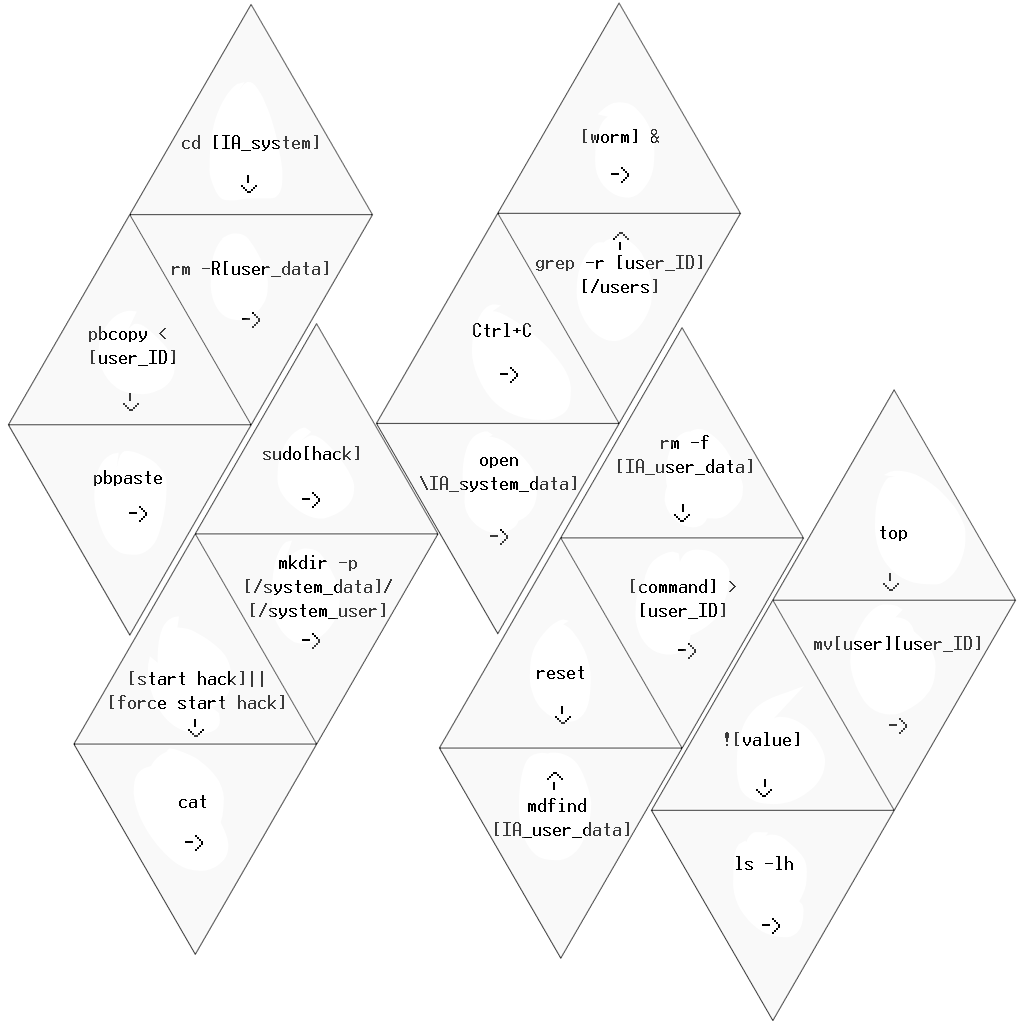 cd [IA_system]
rm -R[user_data]
pbcopy <
[user_ID]
pbpaste
sudo[hack]
mkdir -p
[/system_data]/
[/system_user]
[start hack]||
[force start hack]
cat
[worm] &
grep -r [user_ID]
[/users]
Ctrl+C
open
\IA_system_data]
rm -f
[IA_user_data]
[command] >
[user_ID]
reset
mdfind
[IA_user_data]
top
mv[user][user_ID]
![value]
ls -lh